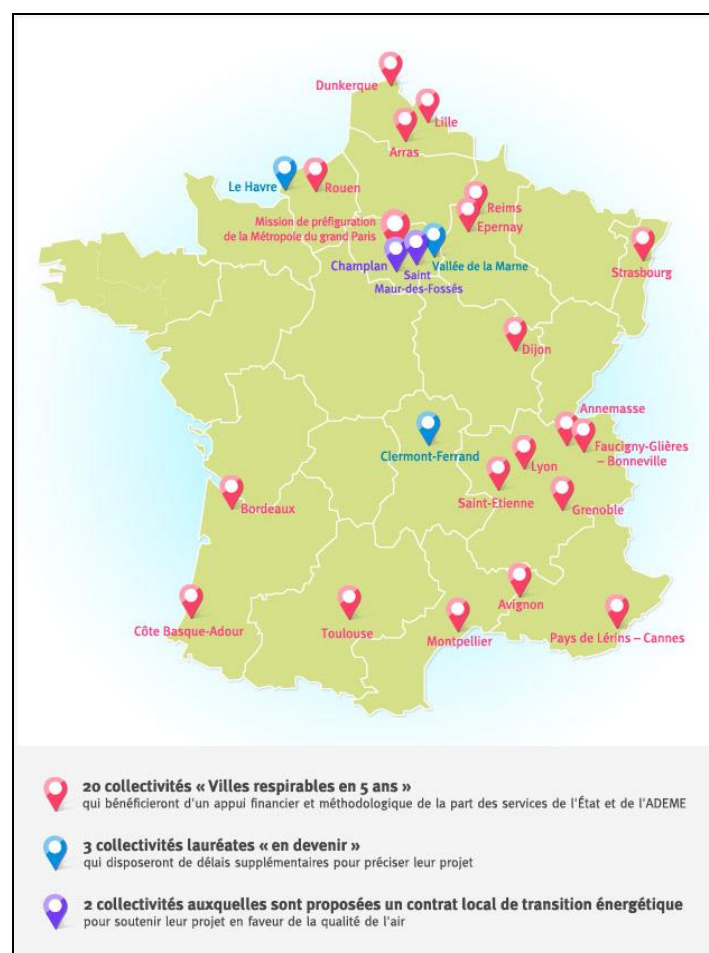 Dunkerque
Lille
Arras
Le Havre
Rouen
Reims
Epernay
Mission de préfiguration
de la Métropole du grand Paris
Champlan
Saint
Maur-des-Fossés
Vallée de la Marne
Strasbourg
Dijon
Annemasse
Faucigny-Glières
– Bonneville
Clermont-Ferrand
Lyon
Saint-Etienne
Grenoble
Bordeaux
Avignon
Côte Basque-Adour
Toulouse
Montpellier
Pays de Lérins – Cannes
20 collectivités « Villes respirables en 5 ans »
qui bénéficieront d'un appui financier et méthodologique de la part des services de l'État et de l'ADEME
3 collectivités lauréates « en devenir »
qui disposeront de délais supplémentaires pour préciser leur projet
2 collectivités auxquelles sont proposées un contrat local de transition énergétique
pour soutenir leur projet en faveur de la qualité de l'air